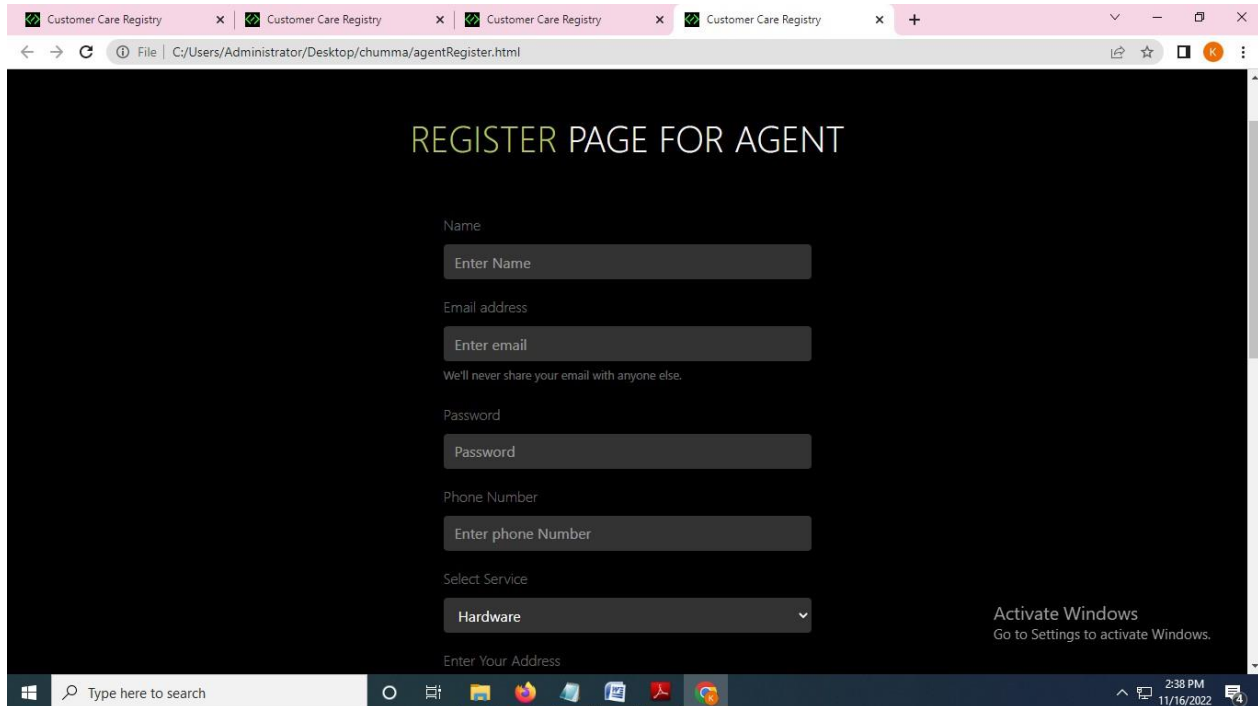 Customer Care Registry
Customer Care Registry
Customer Care Registry
Customer Care Registry
File | C:/Users/Administrator/Desktop/chumma/agentRegister.html
K
REGISTER PAGE FOR AGENT
Name
Enter Name
Email address
Enter email
We'll never share your email with anyone else.
Password
Password
Phone Number
Enter phone Number
Select Service
Hardware
Activate Windows
Go to Settings to activate Windows.
Enter Your Address
Type here to search
2:38 PM
11/16/2022
4